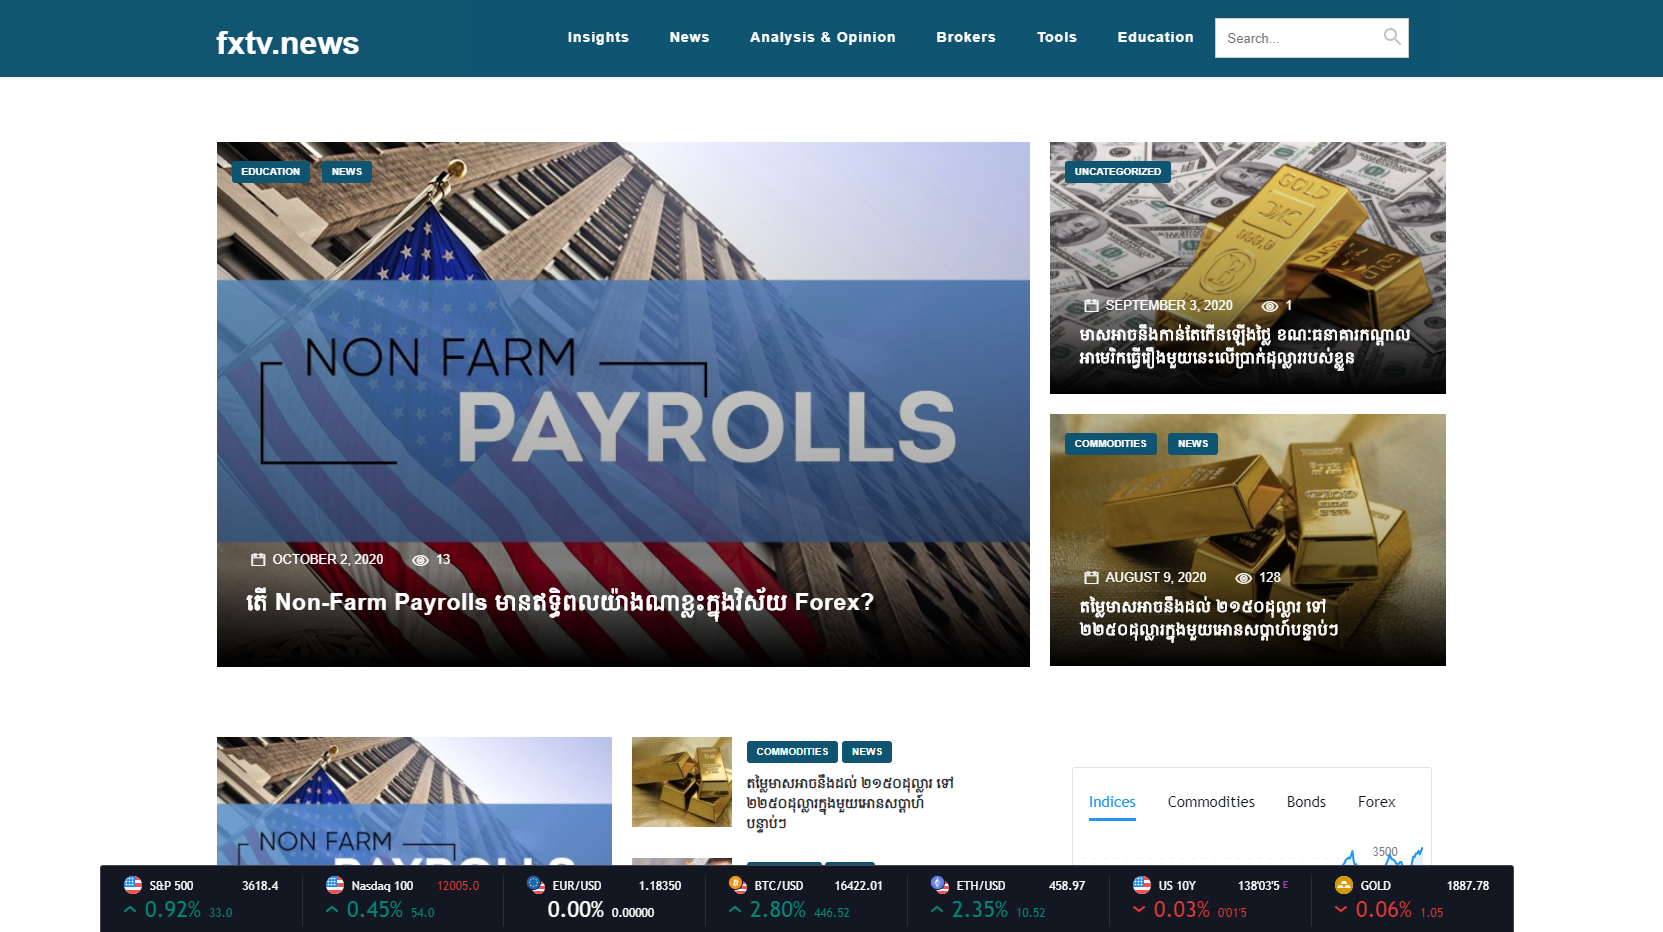 fxtv.news
Insights News Analysis & Opinion Brokers Tools Education Search...
EDUCATION NEWS
NON FARM
PAYROLLS
OCTOBER 2, 2020 13
តើ Non-Farm Payrolls មានឥទ្ធិពលយ៉ាងណាខ្លះក្នុងវិស័យ Forex?
UNCATEGORIZED
GOLD
999,9
GOLD
SEPTEMBER 3, 2020 1
មាសអាចនឹងកាន់តែកើនឡើងថ្លៃ ខណៈធនាគារកណ្តាល
អាមេរិកធ្វើរឿងមួយនេះលើប្រាក់ដុល្លាររបស់ខ្លួន
COMMODITIES NEWS
AUGUST 9, 2020 128
តម្លៃមាសអាចនឹងដល់ ២១៥០ដុល្លារ ទៅ
២២៥០ដុល្លារក្នុងមួយអោនសប្តាហ៍បន្ទាប់ៗ
NON FARM
PAYROLLS
COMMODITIES NEWS
តម្លៃមាសអាចនឹងដល់ ២១៥០ដុល្លារ ទៅ
២២៥០ដុល្លារក្នុងមួយអោនសប្តាហ៍
បន្ទាប់ៗ
Indices Commodities Bonds Forex
3500
S&P 500 3618.4
0.92% 33.0
Nasdaq 100 12005.0
0.45% 54.0
EUR/USD 1.18350
0.00% 0.00000
BTC/USD 16422.01
2.80% 446.52
ETH/USD 458.97
2.35% 10.52
US 10Y 138'03'5 E
0.03% 0'01'5
GOLD 1887.78
0.06% 1.05